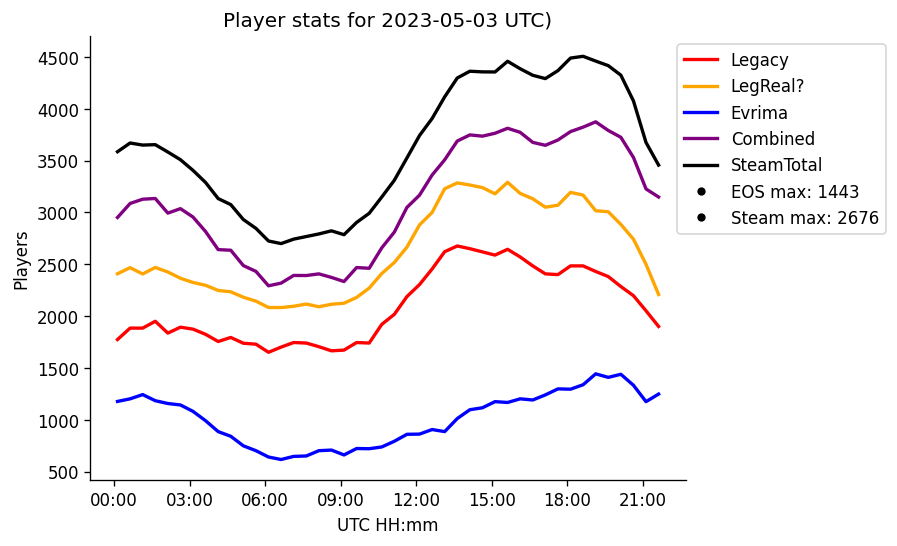 Player stats for 2023-05-03 UTC)
Legacy
LegReal?
Evrima
Combined
SteamTotal
EOS max: 1443
Steam max: 2676
Players
4500
4000
3500
3000
2500
2000
1500
1000
500
00:00 03:00 06:00 09:00 12:00 15:00 18:00 21:00
UTC HH:mm